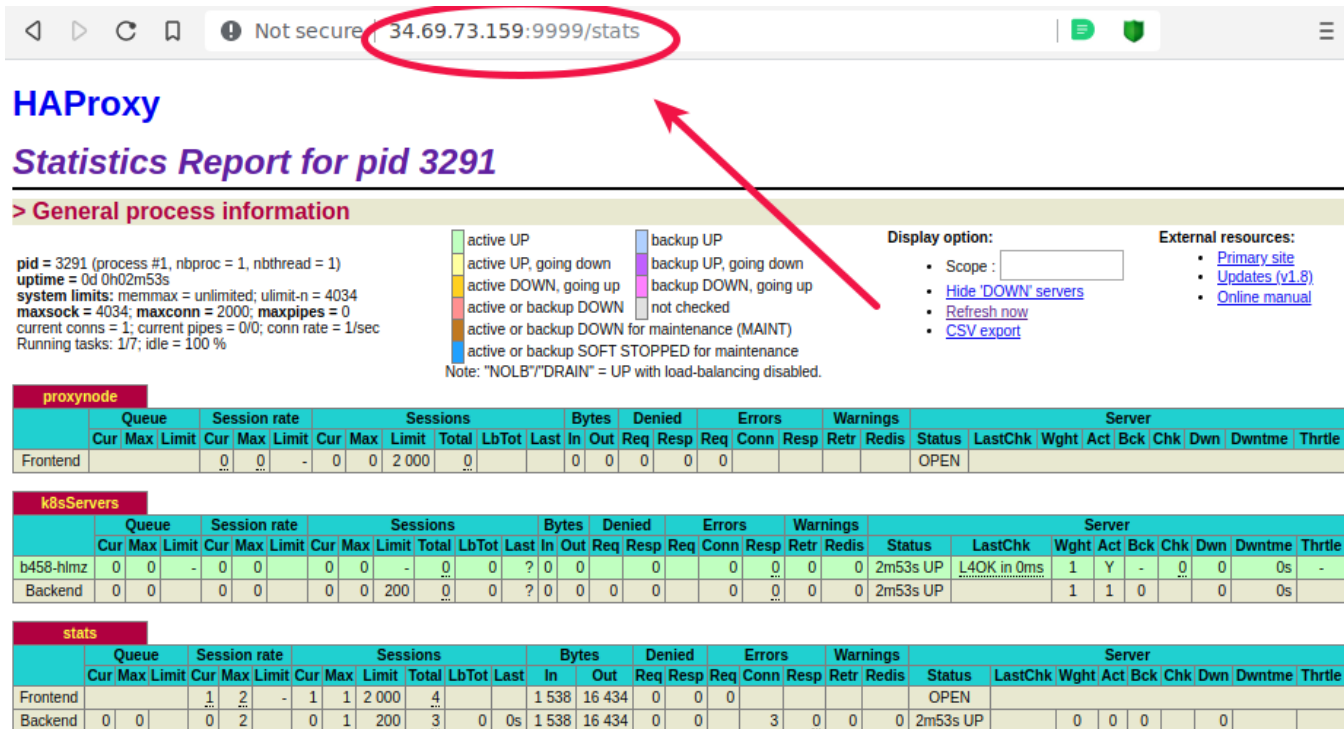 Not secure | 34.69.73.159:9999/stats
HAProxy
Statistics Report for pid 3291
> General process information
pid = 3291 (process #1, nbproc = 1, nbthread = 1)
uptime = 0d 0h02m53s
system limits: memmax = unlimited; ulimit-n = 4034
maxsock = 4034; maxconn = 2000; maxpipes = 0
current conns = 1; current pipes = 0/0; conn rate = 1/sec
Running tasks: 1/7; idle = 100 %
active UP backup UP
active UP, going down backup UP, going down
active DOWN, going up backup DOWN, going up
active or backup DOWN not checked
active or backup DOWN for maintenance (MAINT)
active or backup SOFT STOPPED for maintenance
Note: "NOLB"/"DRAIN" = UP with load-balancing disabled.
Display option:
• Scope :
• Hide 'DOWN' servers
• Refresh now
• CSV export
External resources:
• Primary site
• Updates (v1.8)
• Online manual
proxynode
Queue Session rate Sessions Bytes Denied Errors Warnings Server
Cur Max Limit Cur Max Limit Cur Max Limit Total LbTot Last In Out Req Resp Req Conn Resp Retr Redis Status LastChk Wght Act Bck Chk Dwn Dwntme Thrtle
Frontend 0 0 - 0 0 2 000 0 0 0 0 0 0 OPEN
k8sServers
Queue Session rate Sessions Bytes Denied Errors Warnings Server
Cur Max Limit Cur Max Limit Cur Max Limit Total LbTot Last In Out Req Resp Req Conn Resp Retr Redis Status LastChk Wght Act Bck Chk Dwn Dwntme Thrtle
b458-hlmz 0 0 - 0 0 0 0 - 0 0 ? 0 0 0 0 0 0 0 2m53s UP L4OK in 0ms 1 Y - 0 0 0s -
Backend 0 0 0 0 0 0 200 0 0 ? 0 0 0 0 0 0 0 0 2m53s UP 1 1 0 0 0s
stats
Queue Session rate Sessions Bytes Denied Errors Warnings Server
Cur Max Limit Cur Max Limit Cur Max Limit Total LbTot Last In Out Req Resp Req Conn Resp Retr Redis Status LastChk Wght Act Bck Chk Dwn Dwntme Thrtle
Frontend 1 2 - 1 1 2 000 4 1 538 16 434 0 0 0 OPEN
Backend 0 0 0 2 0 1 200 3 0 0s 1 538 16 434 0 0 3 0 0 0 2m53s UP 0 0 0 0